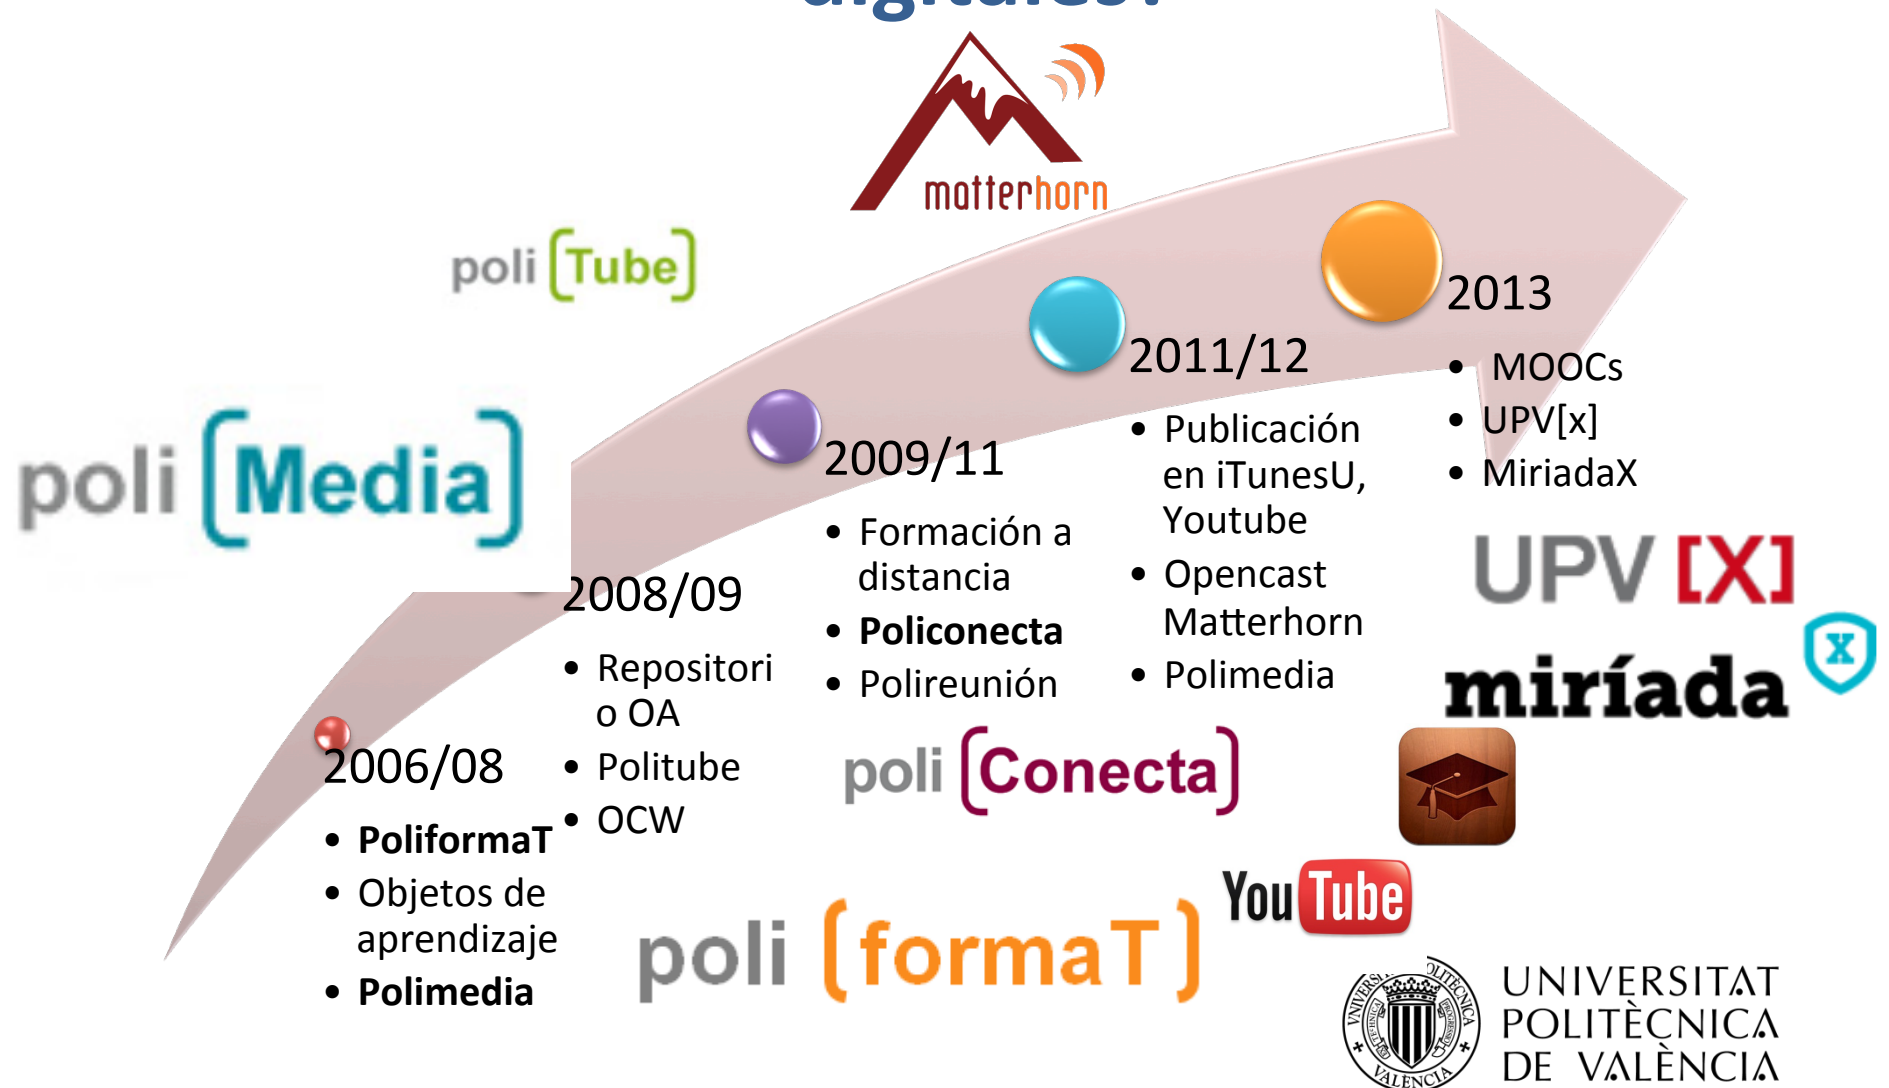 digitales?
matterhorn
poli [Tube]
poli [Media]
2006/08
• PoliformaT
• Objetos de
aprendizaje
• Polimedia
2008/09
• Repositori
o OA
• Politube
• OCW
2009/11
• Formación a
distancia
• Policonecta
• Polireunión
2011/12
• Publicación
en iTunesU,
Youtube
• Opencast
Matterhorn
• Polimedia
2013
• MOOCs
• UPV[x]
• MiriadaX
UPV [X]
miríada X
poli [Conecta]
poli [formaT]
You Tube
UNIVERSITAT
POLITÈCNICA
DE VALÈNCIA